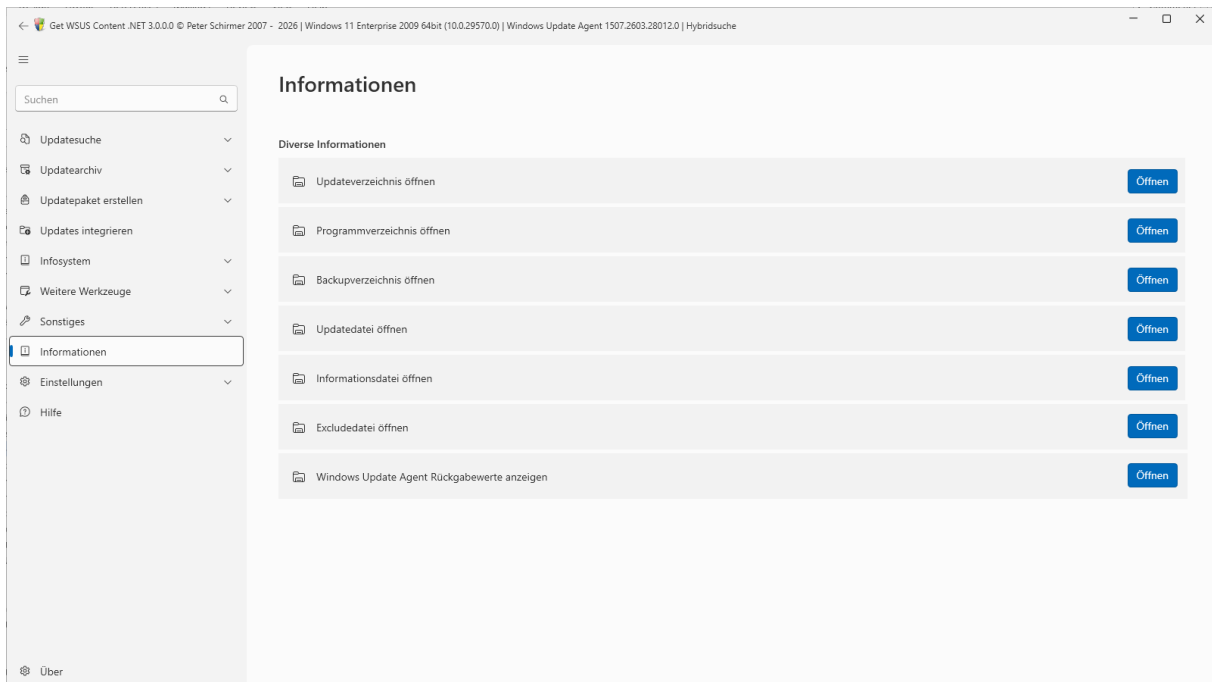 Get WSUS Content .NET 3.0.0.0 © Peter Schirmer 2007 - 2026 | Windows 11 Enterprise 2009 64bit (10.0.29570.0) | Windows Update Agent 1507.2603.28012.0 | Hybridsuche
Suchen
Updatesuche
Updatearchiv
Updatepaket erstellen
Updates integrieren
Infosystem
Weitere Werkzeuge
Sonstiges
Informationen
Einstellungen
Hilfe
Über
Informationen
Diverse Informationen
Updateverzeichnis öffnen Öffnen
Programmverzeichnis öffnen Öffnen
Backupverzeichnis öffnen Öffnen
Updatedatei öffnen Öffnen
Informationsdatei öffnen Öffnen
Excludedatei öffnen Öffnen
Windows Update Agent Rückgabewerte anzeigen Öffnen